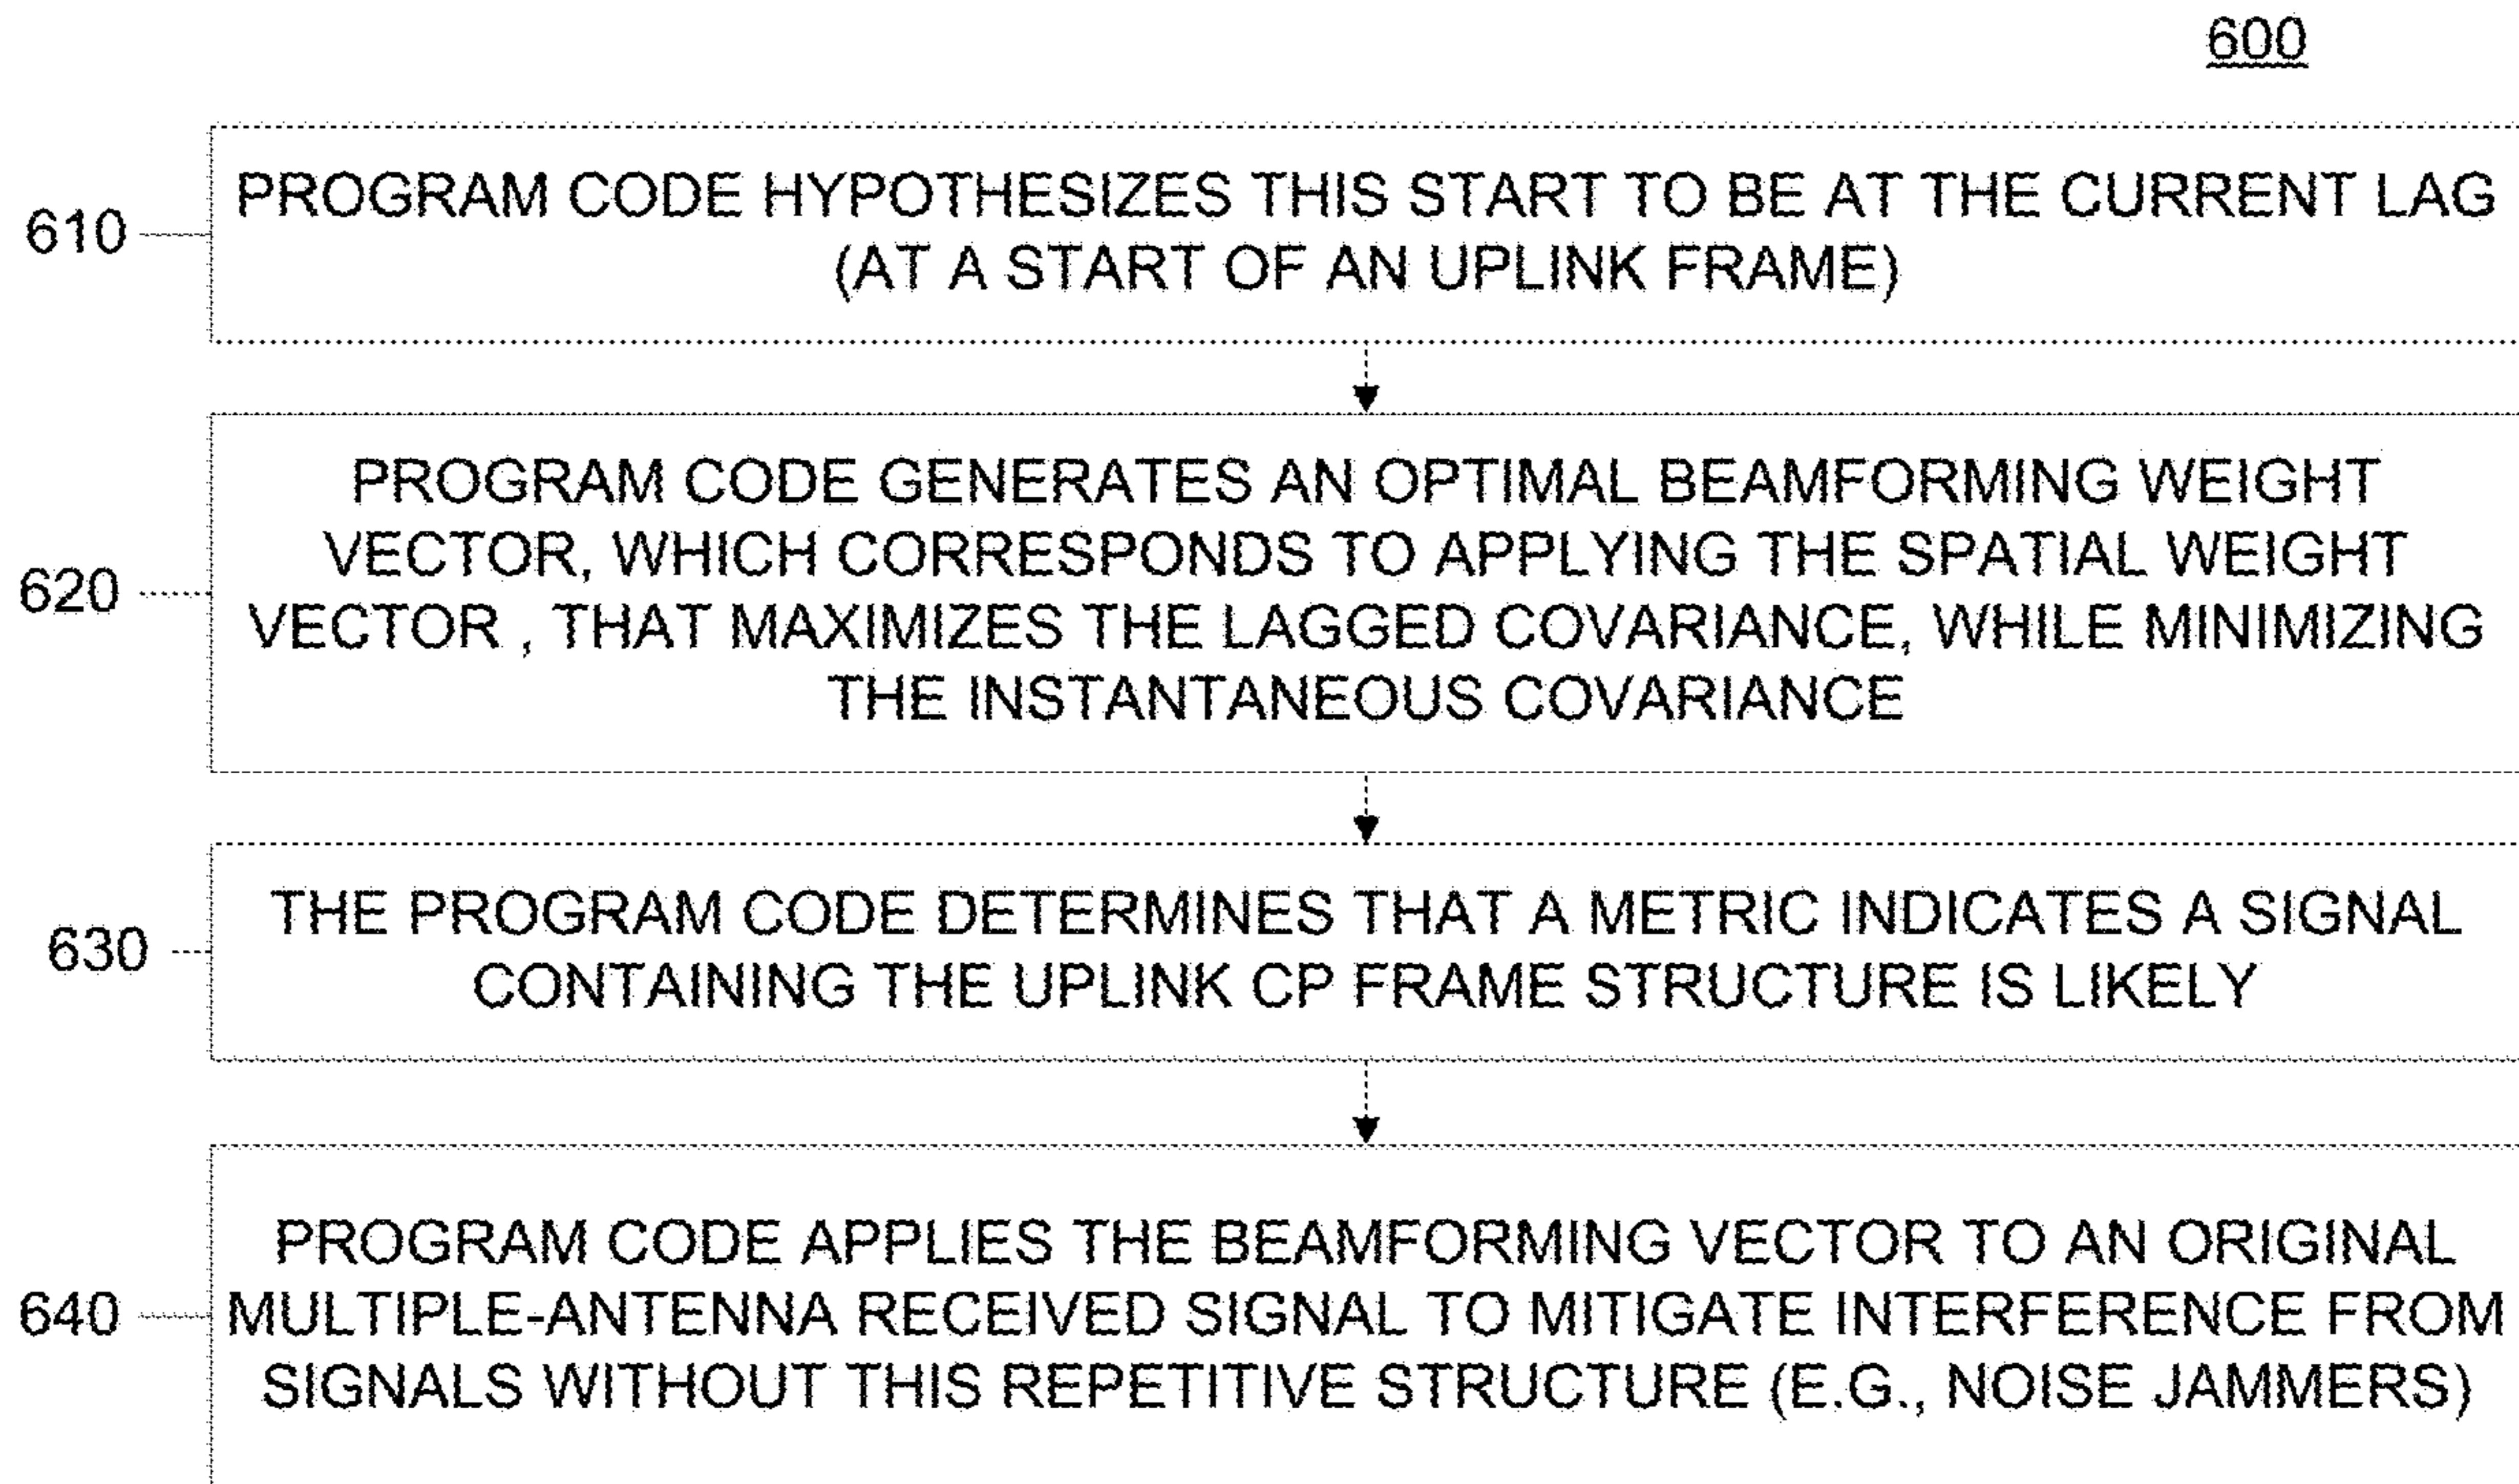 600
610
PROGRAM CODE HYPOTHESIZES THIS START TO BE AT THE CURRENT LAG
(AT A START OF AN UPLINK FRAME)
620
PROGRAM CODE GENERATES AN OPTIMAL BEAMFORMING WEIGHT
VECTOR, WHICH CORRESPONDS TO APPLYING THE SPATIAL WEIGHT
VECTOR , THAT MAXIMIZES THE LAGGED COVARIANCE, WHILE MINIMIZING
THE INSTANTANEOUS COVARIANCE
630
THE PROGRAM CODE DETERMINES THAT A METRIC INDICATES A SIGNAL
CONTAINING THE UPLINK CP FRAME STRUCTURE IS LIKELY
640
PROGRAM CODE APPLIES THE BEAMFORMING VECTOR TO AN ORIGINAL
MULTIPLE-ANTENNA RECEIVED SIGNAL TO MITIGATE INTERFERENCE FROM
SIGNALS WITHOUT THIS REPETITIVE STRUCTURE (E.G., NOISE JAMMERS)